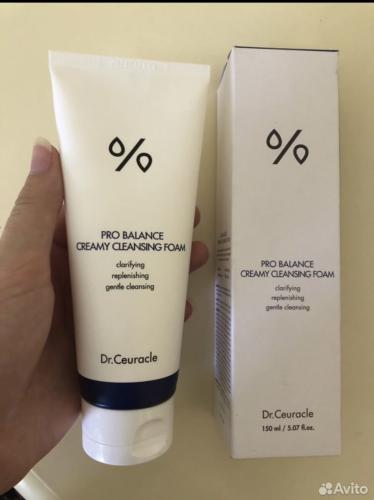 %
PRO BALANCE
CREAMY CLEANSING FOAM
clarifying
replenishing
gentle cleansing
Dr.Ceuracle
%
PRO BALANCE
CREAMY CLEANSING FOAM
clarifying
replenishing
gentle cleansing
Dr.Ceuracle
150 ml / 5.07 fl.oz.
Avito